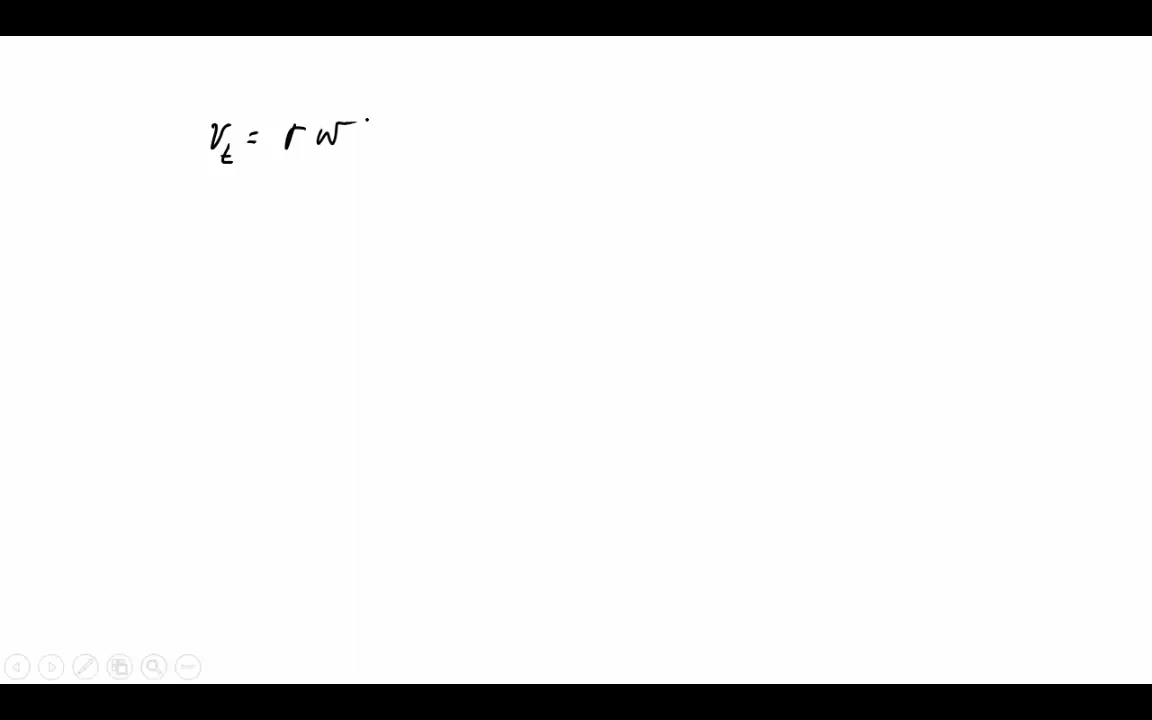 v_t = r ω